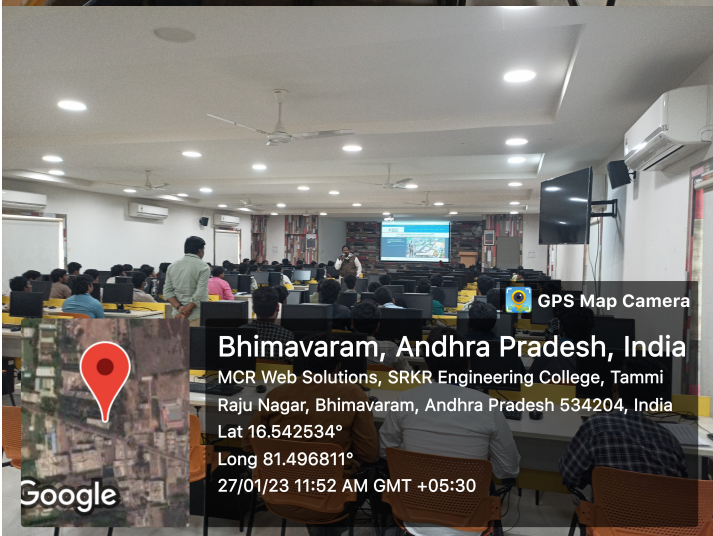 GPS Map Camera
Bhimavaram, Andhra Pradesh, India
MCR Web Solutions, SRKR Engineering College, Tammi
Raju Nagar, Bhimavaram, Andhra Pradesh 534204, India
Lat 16.542534°
Long 81.496811°
27/01/23 11:52 AM GMT +05:30
Google